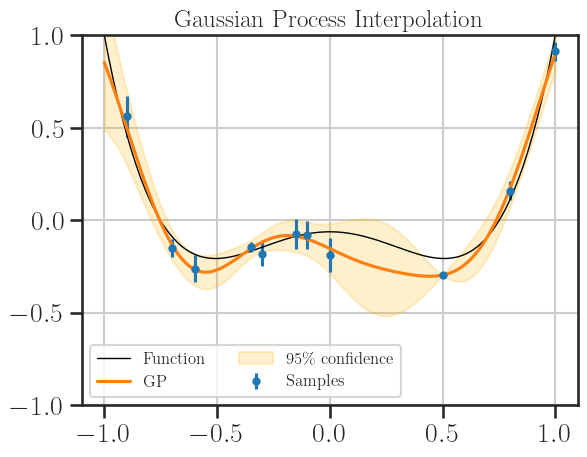 Gaussian Process Interpolation
1.0
0.5
0.0
−0.5
−1.0
Function
GP
95% confidence
Samples
−1.0 −0.5 0.0 0.5 1.0